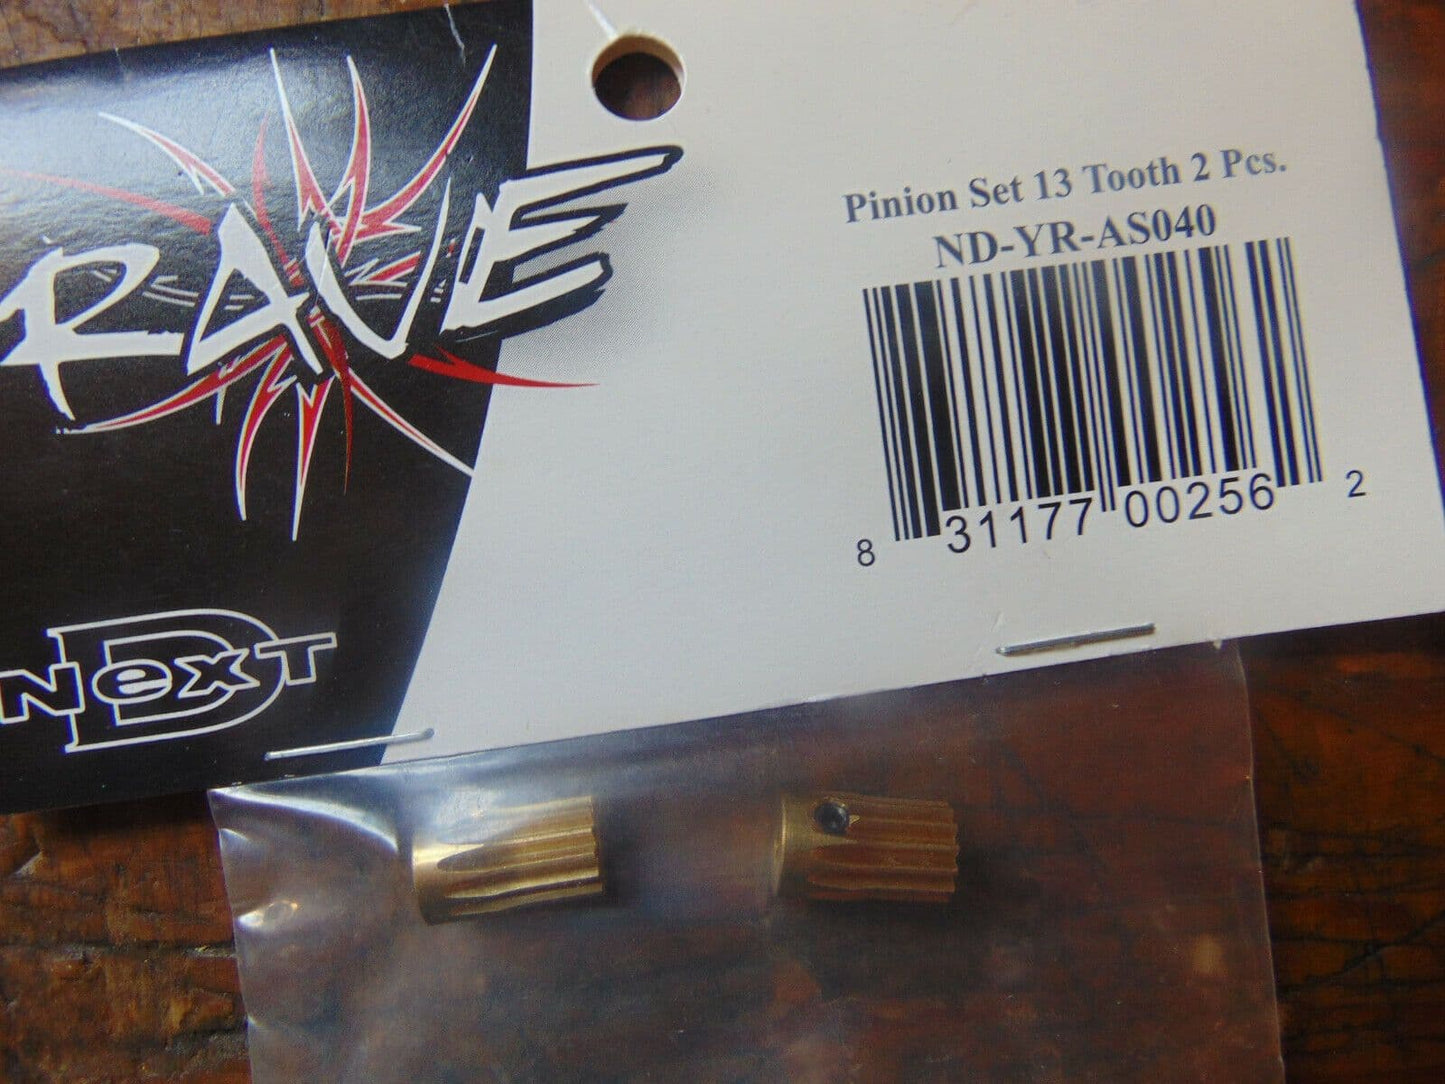 RAVE
Pinion Set 13 Tooth 2 Pcs.
ND-YR-AS040
8 31177 00256 2
Next D